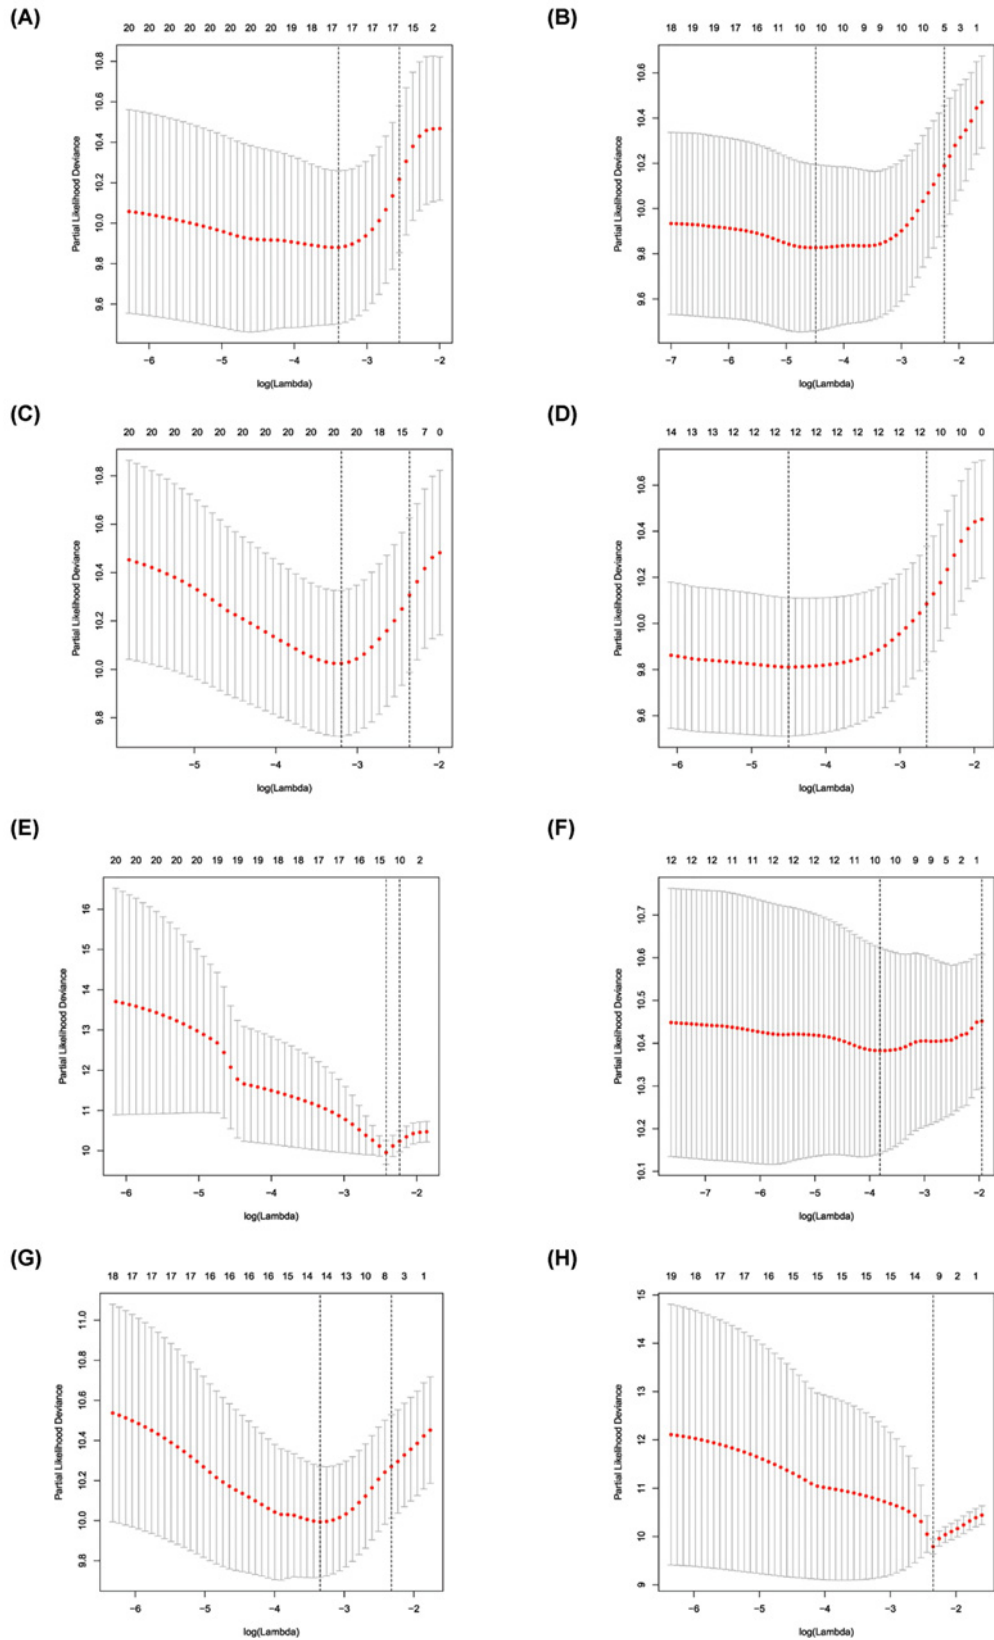 (A)
20 20 20 20 20 20 20 19 18 17 17 17 17 15 2
Partial Likelihood Deviance
10.8
10.6
10.4
10.2
10.0
9.8
9.6
−6 −5 −4 −3 −2
log(Lambda)
(B)
18 19 19 17 16 11 10 10 10 9 9 10 10 5 3 1
Partial Likelihood Deviance
10.6
10.4
10.2
10.0
9.8
9.6
−7 −6 −5 −4 −3 −2
log(Lambda)
(C)
20 20 20 20 20 20 20 20 20 20 20 18 15 7 0
Partial Likelihood Deviance
10.8
10.6
10.4
10.2
10.0
9.8
−5 −4 −3 −2
log(Lambda)
(D)
14 13 13 12 12 12 12 12 12 12 12 12 10 10 0
Partial Likelihood Deviance
10.6
10.4
10.2
10.0
9.8
9.6
−6 −5 −4 −3 −2
log(Lambda)
(E)
20 20 20 20 20 19 19 19 18 18 17 17 16 15 10 2
Partial Likelihood Deviance
16
15
14
13
12
11
10
−6 −5 −4 −3 −2
log(Lambda)
(F)
12 12 12 11 11 12 12 12 12 11 10 10 9 9 5 2 1
Partial Likelihood Deviance
10.7
10.6
10.5
10.4
10.3
10.2
10.1
−7 −6 −5 −4 −3 −2
log(Lambda)
(G)
18 17 17 17 17 16 16 16 16 15 14 14 13 10 8 3 1
Partial Likelihood Deviance
11.0
10.8
10.6
10.4
10.2
10.0
9.8
−6 −5 −4 −3 −2
log(Lambda)
(H)
19 18 17 17 16 15 15 15 15 15 14 9 2 1
Partial Likelihood Deviance
15
14
13
12
11
10
9
−6 −5 −4 −3 −2
log(Lambda)